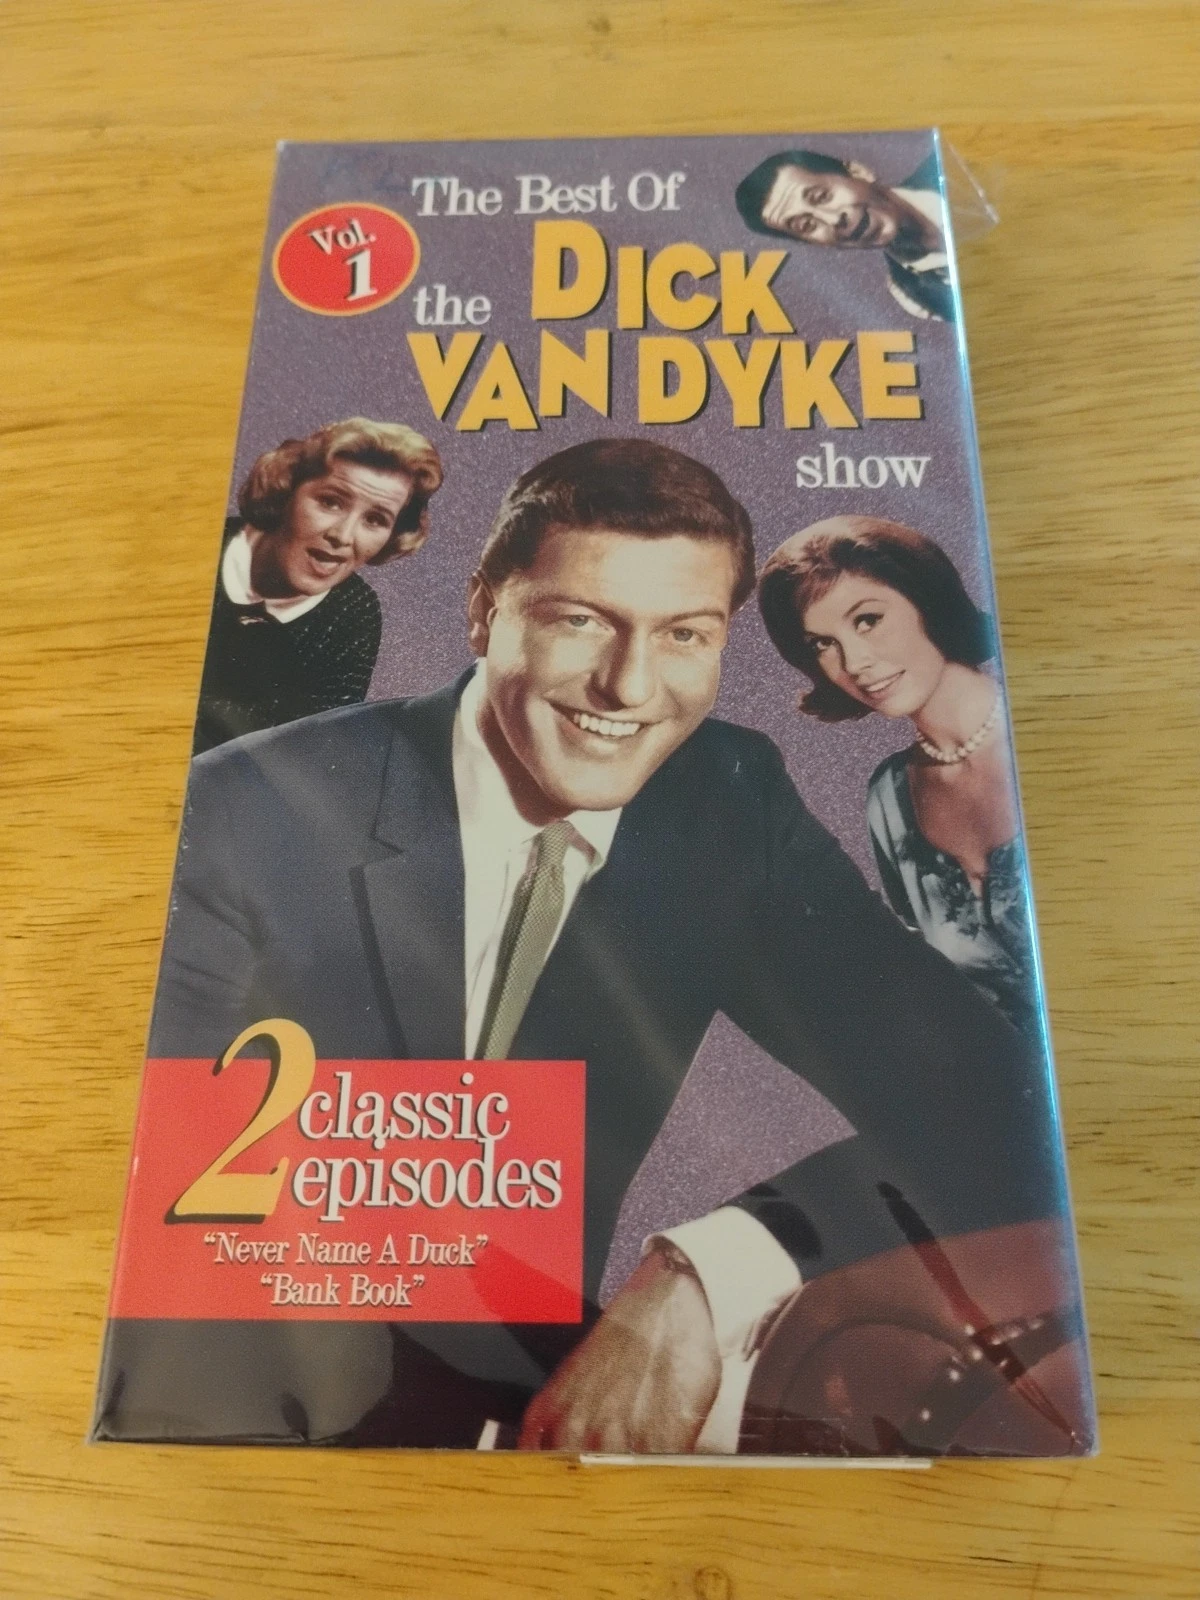 The Best Of
Vol.
1
the DICK
VAN DYKE
show
2 classic
episodes
"Never Name A Duck"
"Bank Book"